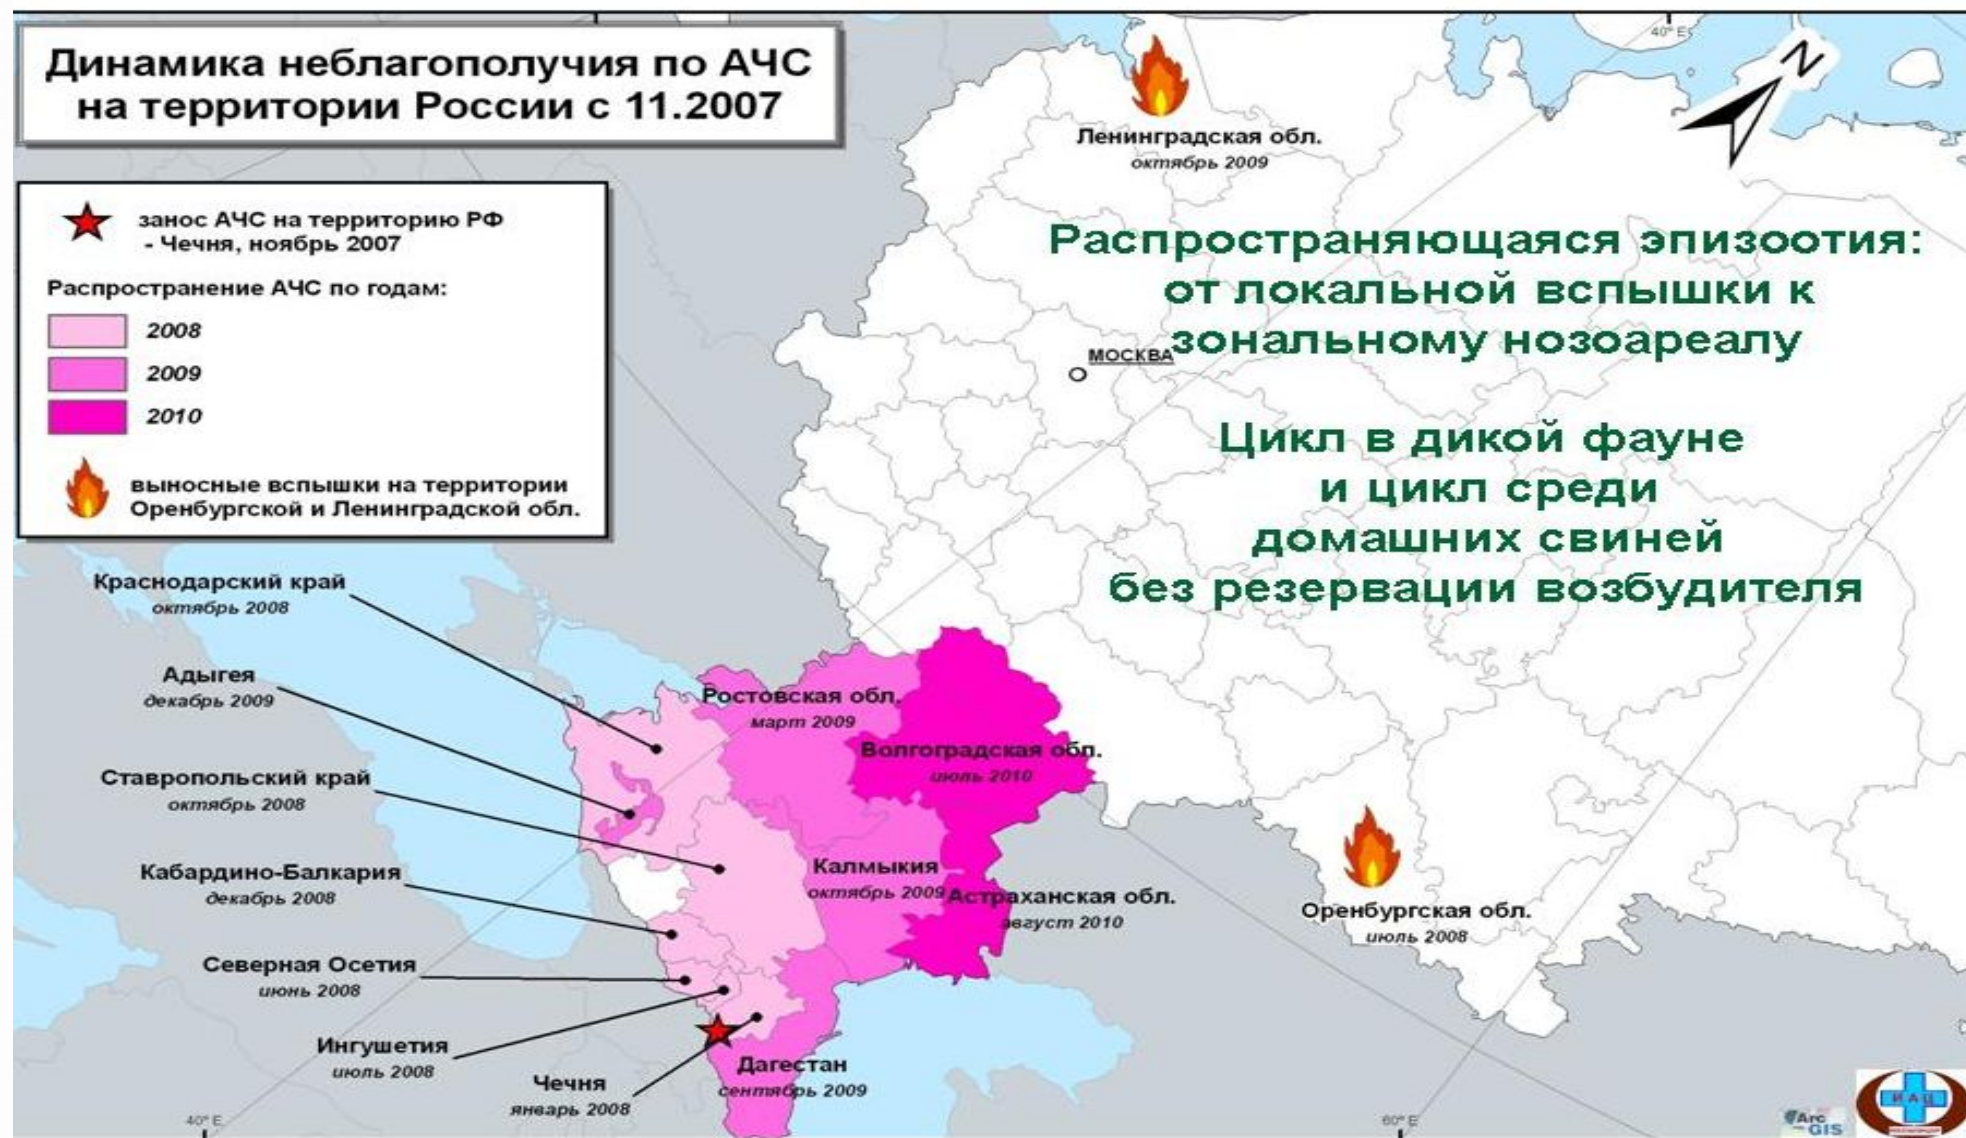 Динамика неблагополучия по АЧС
на территории России с 11.2007
40° E
N
занос АЧС на территорию РФ
- Чечня, ноябрь 2007
Распространение АЧС по годам:
2008
2009
2010
выносные вспышки на территории
Оренбургской и Ленинградской обл.
Ленинградская обл.
октябрь 2009
Распространяющаяся эпизоотия:
от локальной вспышки к
зональному нозоареалу
МОСКВА
Цикл в дикой фауне
и цикл среди
домашних свиней
без резервации возбудителя
Краснодарский край
октябрь 2008
Адыгея
декабрь 2009
Ставропольский край
октябрь 2008
Кабардино-Балкария
декабрь 2008
Северная Осетия
июнь 2008
Ингушетия
июль 2008
Чечня
январь 2008
Ростовская обл.
март 2009
Волгоградская обл.
июль 2010
Калмыкия
октябрь 2009
Астраханская обл.
август 2010
Дагестан
сентябрь 2009
Оренбургская обл.
июль 2008
40° E
60° E
Arc
GIS
ИАЦ